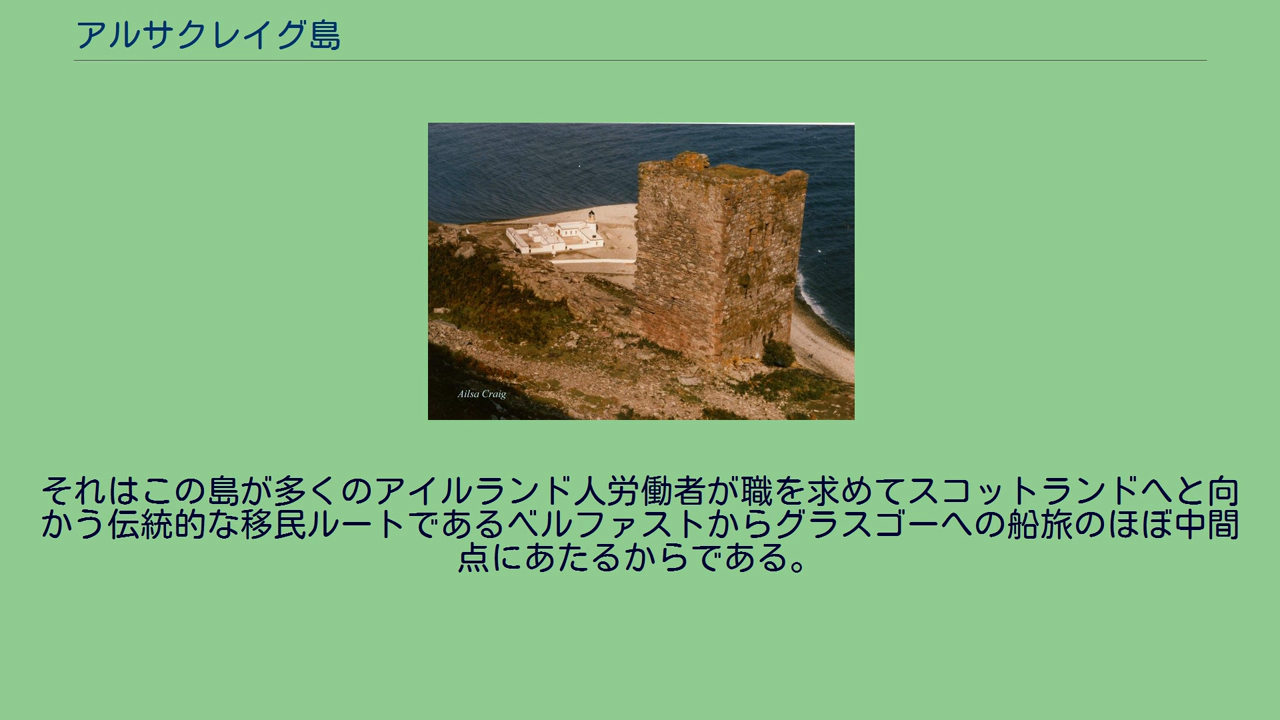 アルサクレイグ島
Ailsa Craig
それはこの島が多くのアイルランド人労働者が職を求めてスコットランドへと向
かう伝統的な移民ルートであるベルファストからグラスゴーへの船旅のほぼ中間
点にあたるからである。